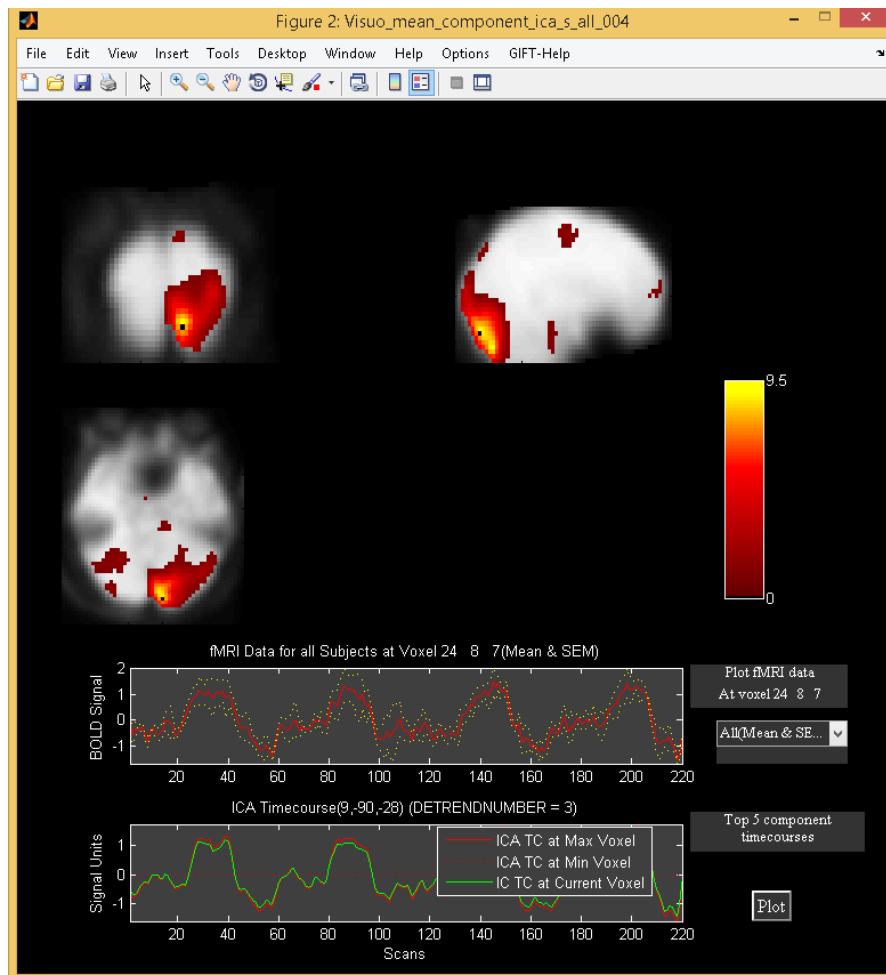 Figure 2: Visuo_mean_component_ica_s_all_004
File Edit View Insert Tools Desktop Window Help Options GIFT-Help
9.5
0
fMRI Data for all Subjects at Voxel 24 8 7(Mean & SEM)
BOLD Signal
2
1
0
-1
20 40 60 80 100 120 140 160 180 200 220
Plot fMRI data
At voxel 24 8 7
All(Mean & SE...
ICA Timecourse(9,-90,-28) (DETRENDNUMBER = 3)
Signal Units
1
0
-1
ICA TC at Max Voxel
ICA TC at Min Voxel
IC TC at Current Voxel
20 40 60 80 100 120 140 160 180 200 220
Scans
Top 5 component
timecourses
Plot